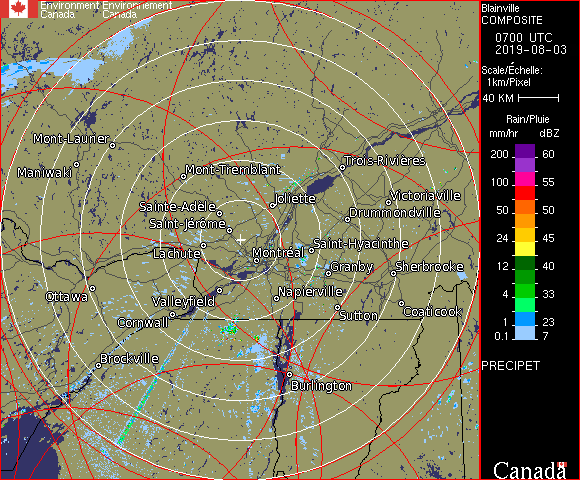 Environment Environnement
Canada Canada
Blainville
COMPOSITE
0700 UTC
2019-08-03
Scale/Échelle:
1km/Pixel
40 KM
Rain/Pluie
mm/hr dBZ
200 60
100 55
50 50
24 45
12 40
4 33
1 23
0.1 7
PRECIPET
Canada
Mont-Laurier
Maniwaki
Mont-Tremblant
Trois-Rivières
Joliette
Victoriaville
Sainte-Adèle
Drummondville
Saint-Jérôme
Saint-Hyacinthe
Lachute
Montréal
Granby
Sherbrooke
Ottawa
Valleyfield
Napierville
Cornwall
Sutton
Coaticook
Brockville
Burlington